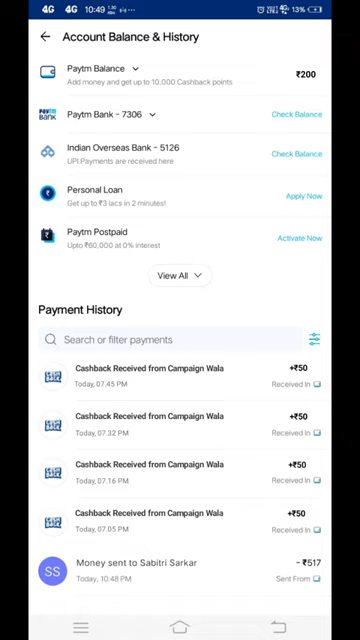 4G 4G 10:49 13%
Account Balance & History
Paytm Balance
Add money and get up to 10,000 Cashback points
₹200
Paytm Bank - 7306
Check Balance
Indian Overseas Bank - 5126
UPI Payments are received here
Check Balance
Personal Loan
Get up to ₹3 lacs in 2 minutes!
Apply Now
Paytm Postpaid
Upto ₹60,000 at 0% interest
Activate Now
View All
Payment History
Search or filter payments
Cashback Received from Campaign Wala
+₹50
Today, 07.45 PM
Received In
Cashback Received from Campaign Wala
+₹50
Today, 07.32 PM
Received In
Cashback Received from Campaign Wala
+₹50
Today, 07.16 PM
Received In
Cashback Received from Campaign Wala
+₹50
Today, 07.05 PM
Received In
SS
Money sent to Sabitri Sarkar
- ₹517
Today, 10:48 PM
Sent From